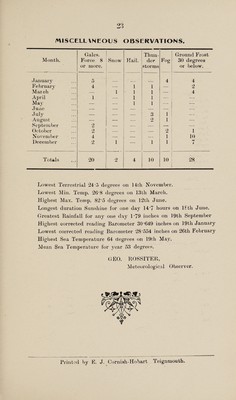 23
MISCELLANEOUS OBSERVATIONS.
Month. Gales Force 8 or more. Snow Hail. Thunder storms Fog Ground Frost 30 degrees or below.
January 5 — — — 4 4
February 4 — 1 1 — 2
March — 1 1 1 — 4
April 1 — 1 1 — —
May — — 1 1 — —
June — — — — — —
July — — — 3 1 —
August — — — 2 1 —
September 2 — — — — —
October 2 — — — 2 1
November 4 — — — 1 10
December 2 1 — 1 1 7
Totals 20 2 4 10 10 28
Lowest Terrestrial 24·3 degrees on 14th November.
Lowest Min. Temp. 26·8 degrees on 13th March.
Highest Max. Temp. 82·5 degrees on 12th June.
Longest duration Sunshine for one day 14·7 hours on 11th June.
Greatest Rainfall for any one day 1·79 inches on 19th September
Highest corrected reading Barometer 30·649 inches on 19th January
Lowest corrected reading Barometer 28·554 inches on 26th February
Highest Sea Temperature 64 degrees on 19th May.
Mean Sea Temperature for year 53 degrees.
GEO. ROSSITER,
Meteorological Observer.
Printed by E. J. Cornish-Hobart. Teignmouth.